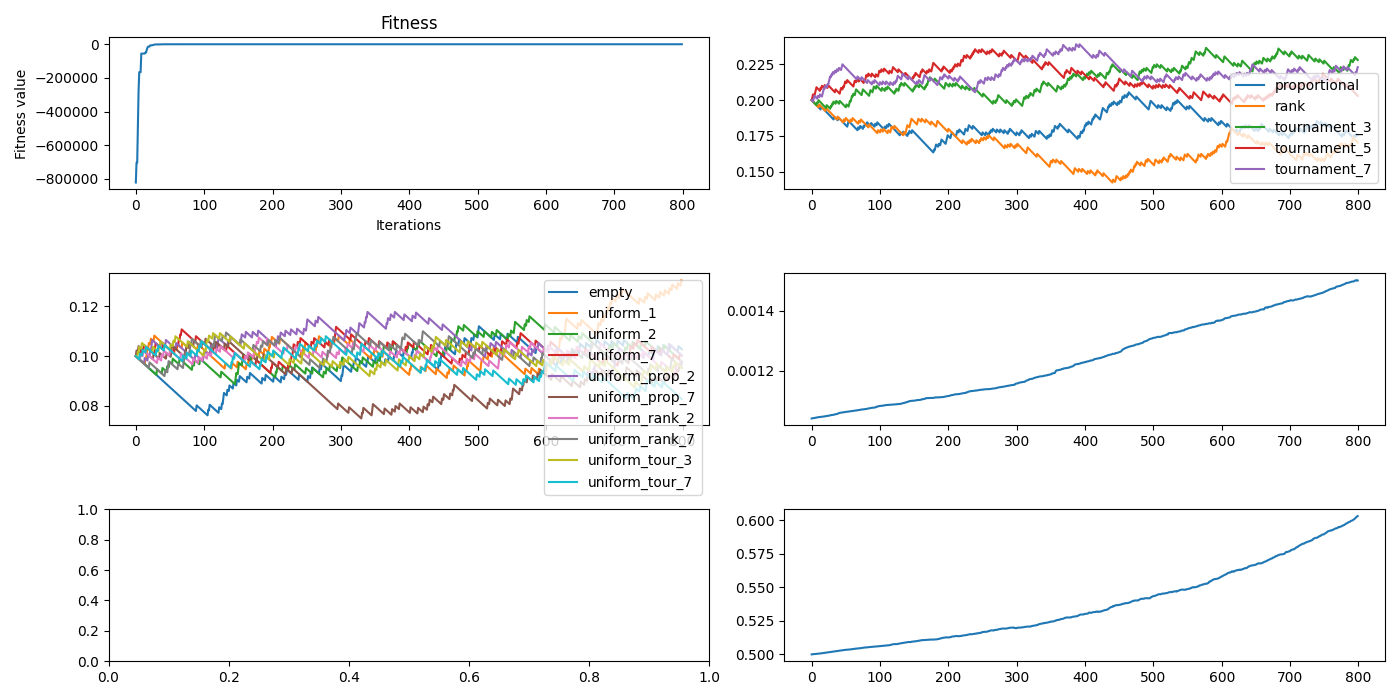 Fitness
Fitness value
0
−200000
−400000
−600000
−800000
0 100 200 300 400 500 600 700 800
Iterations
0.225
0.200
0.175
0.150
0 100 200 300 400 500 600 700 800
proportional
rank
tournament_3
tournament_5
tournament_7
0.12
0.10
0.08
0 100 200 300 400 500 600
empty
uniform_1
uniform_2
uniform_7
uniform_prop_2
uniform_prop_7
uniform_rank_2
uniform_rank_7
uniform_tour_3
uniform_tour_7
0.0014
0.0012
0 100 200 300 400 500 600 700 800
1.0
0.8
0.6
0.4
0.2
0.0
0.0 0.2 0.4 0.6 0.8 1.0
0.600
0.575
0.550
0.525
0.500
0 100 200 300 400 500 600 700 800